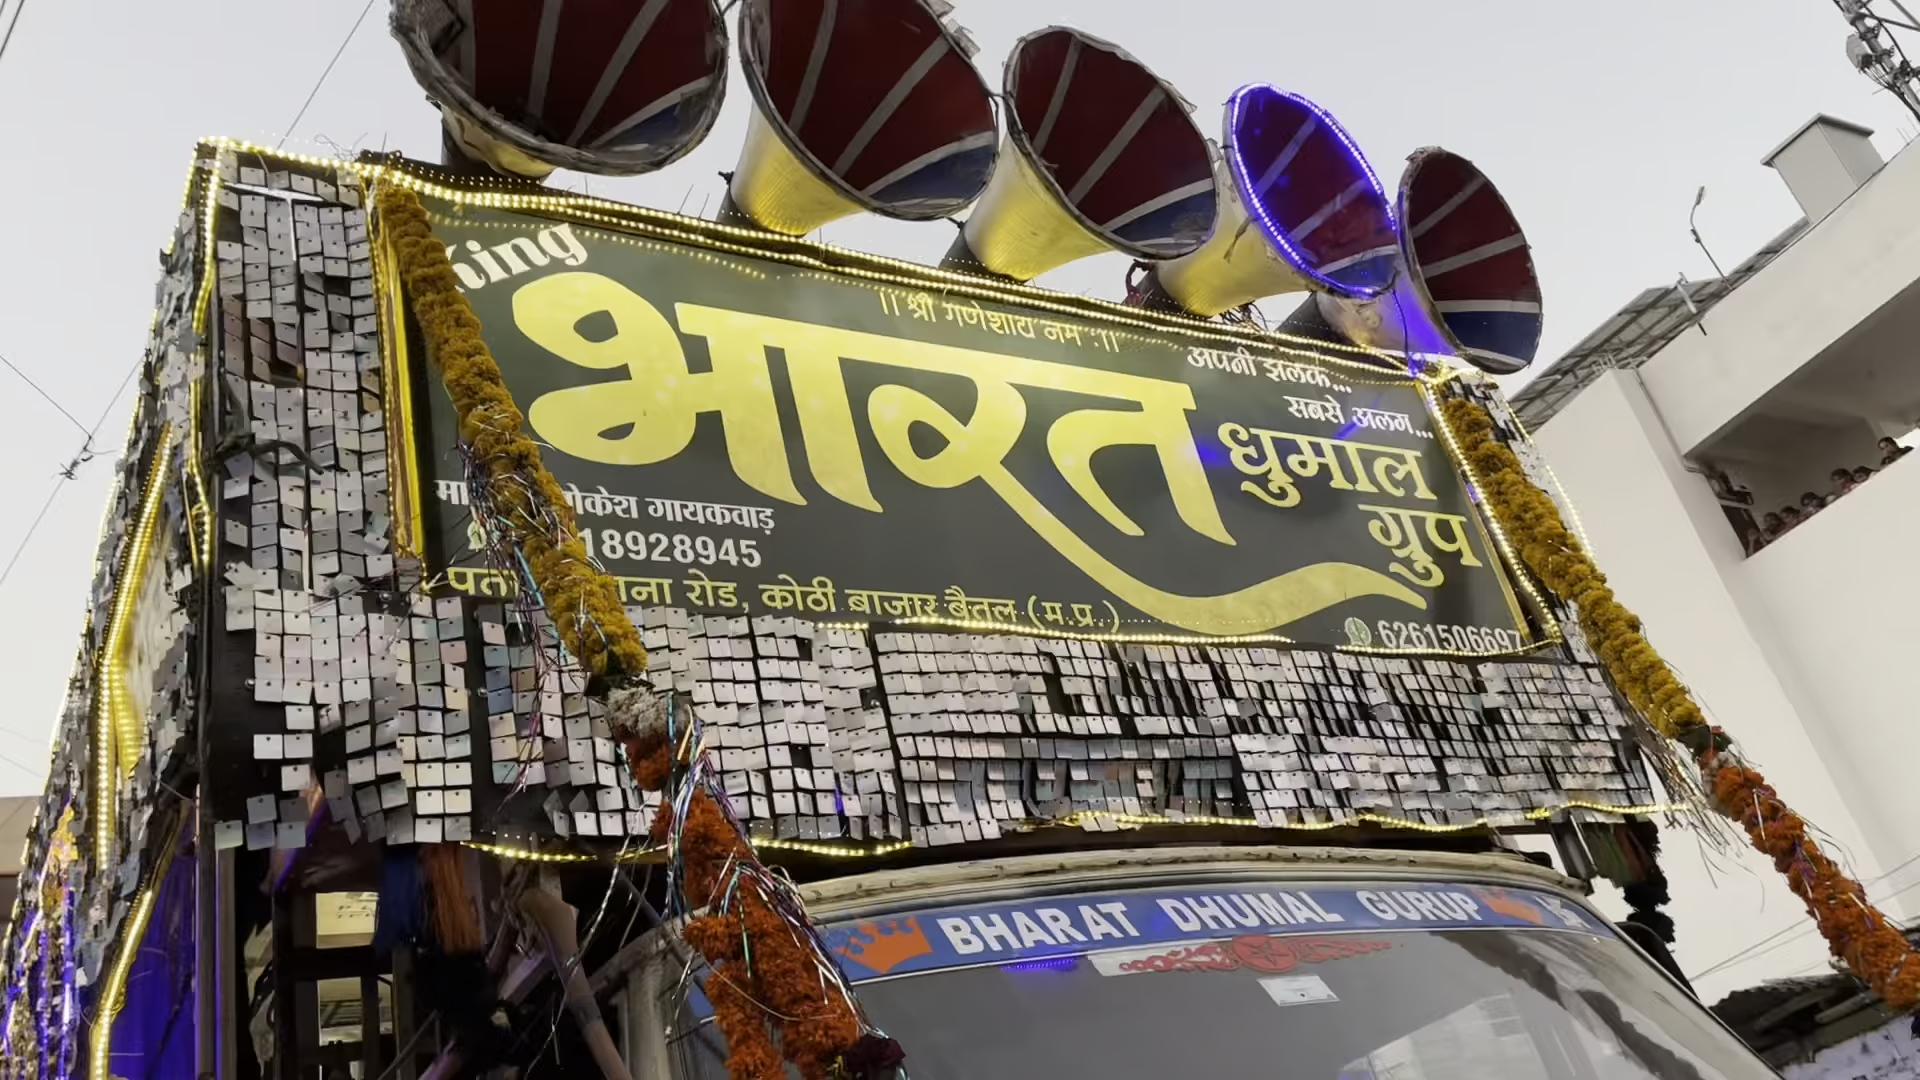 King
।। श्री गणेशाय नमः ।।
भारत
अपनी झलक...
सबसे अलग...
धुमाल
ग्रुप
गायकवाड़
18928945
रोड, कोठी बाजार बैतूल (म.प्र.)
6261506697
BHARAT DHUMAL GURUP